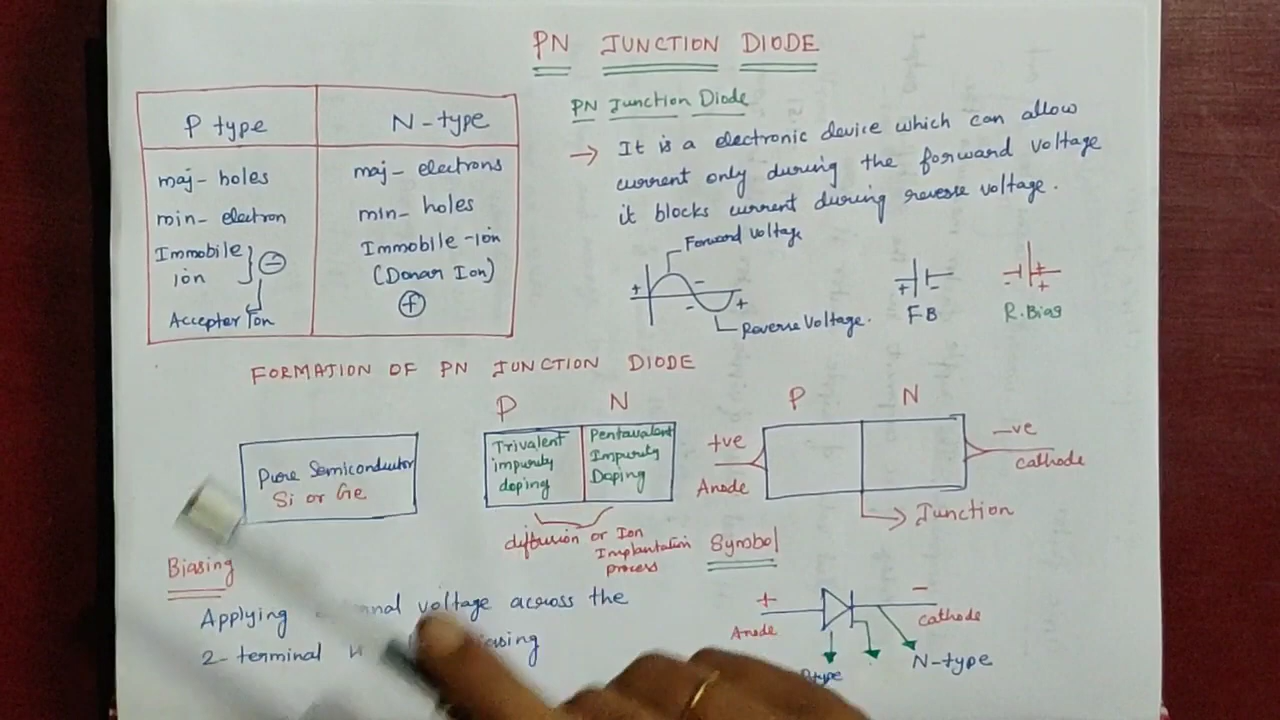 PN JUNCTION DIODE
P type
N-type
maj- holes
maj- electrons
min- electron
min- holes
Immobile
ion
-
Immobile -ion
(Donar Ion)
+
Accepter Ion
PN Junction Diode
→ It is a electronic device which can allow
current only during the forward voltage
it blocks current during reverse voltage.
Forward Voltage
+ - - +
Reverse Voltage.
+ -
F.B
- + +
R.Bias
FORMATION OF PN JUNCTION DIODE
Pure Semiconductor
Si or Ge
P N
Trivalent
impurity
doping
Pentavalent
Impurity
Doping
diffusion or Ion
Implantation
process
P N
+ve
Anode
-ve
cathode
Junction
Biasing
Applying voltage across the
2-terminal
Symbol
+
Anode
-
cathode
Ptype
N-type